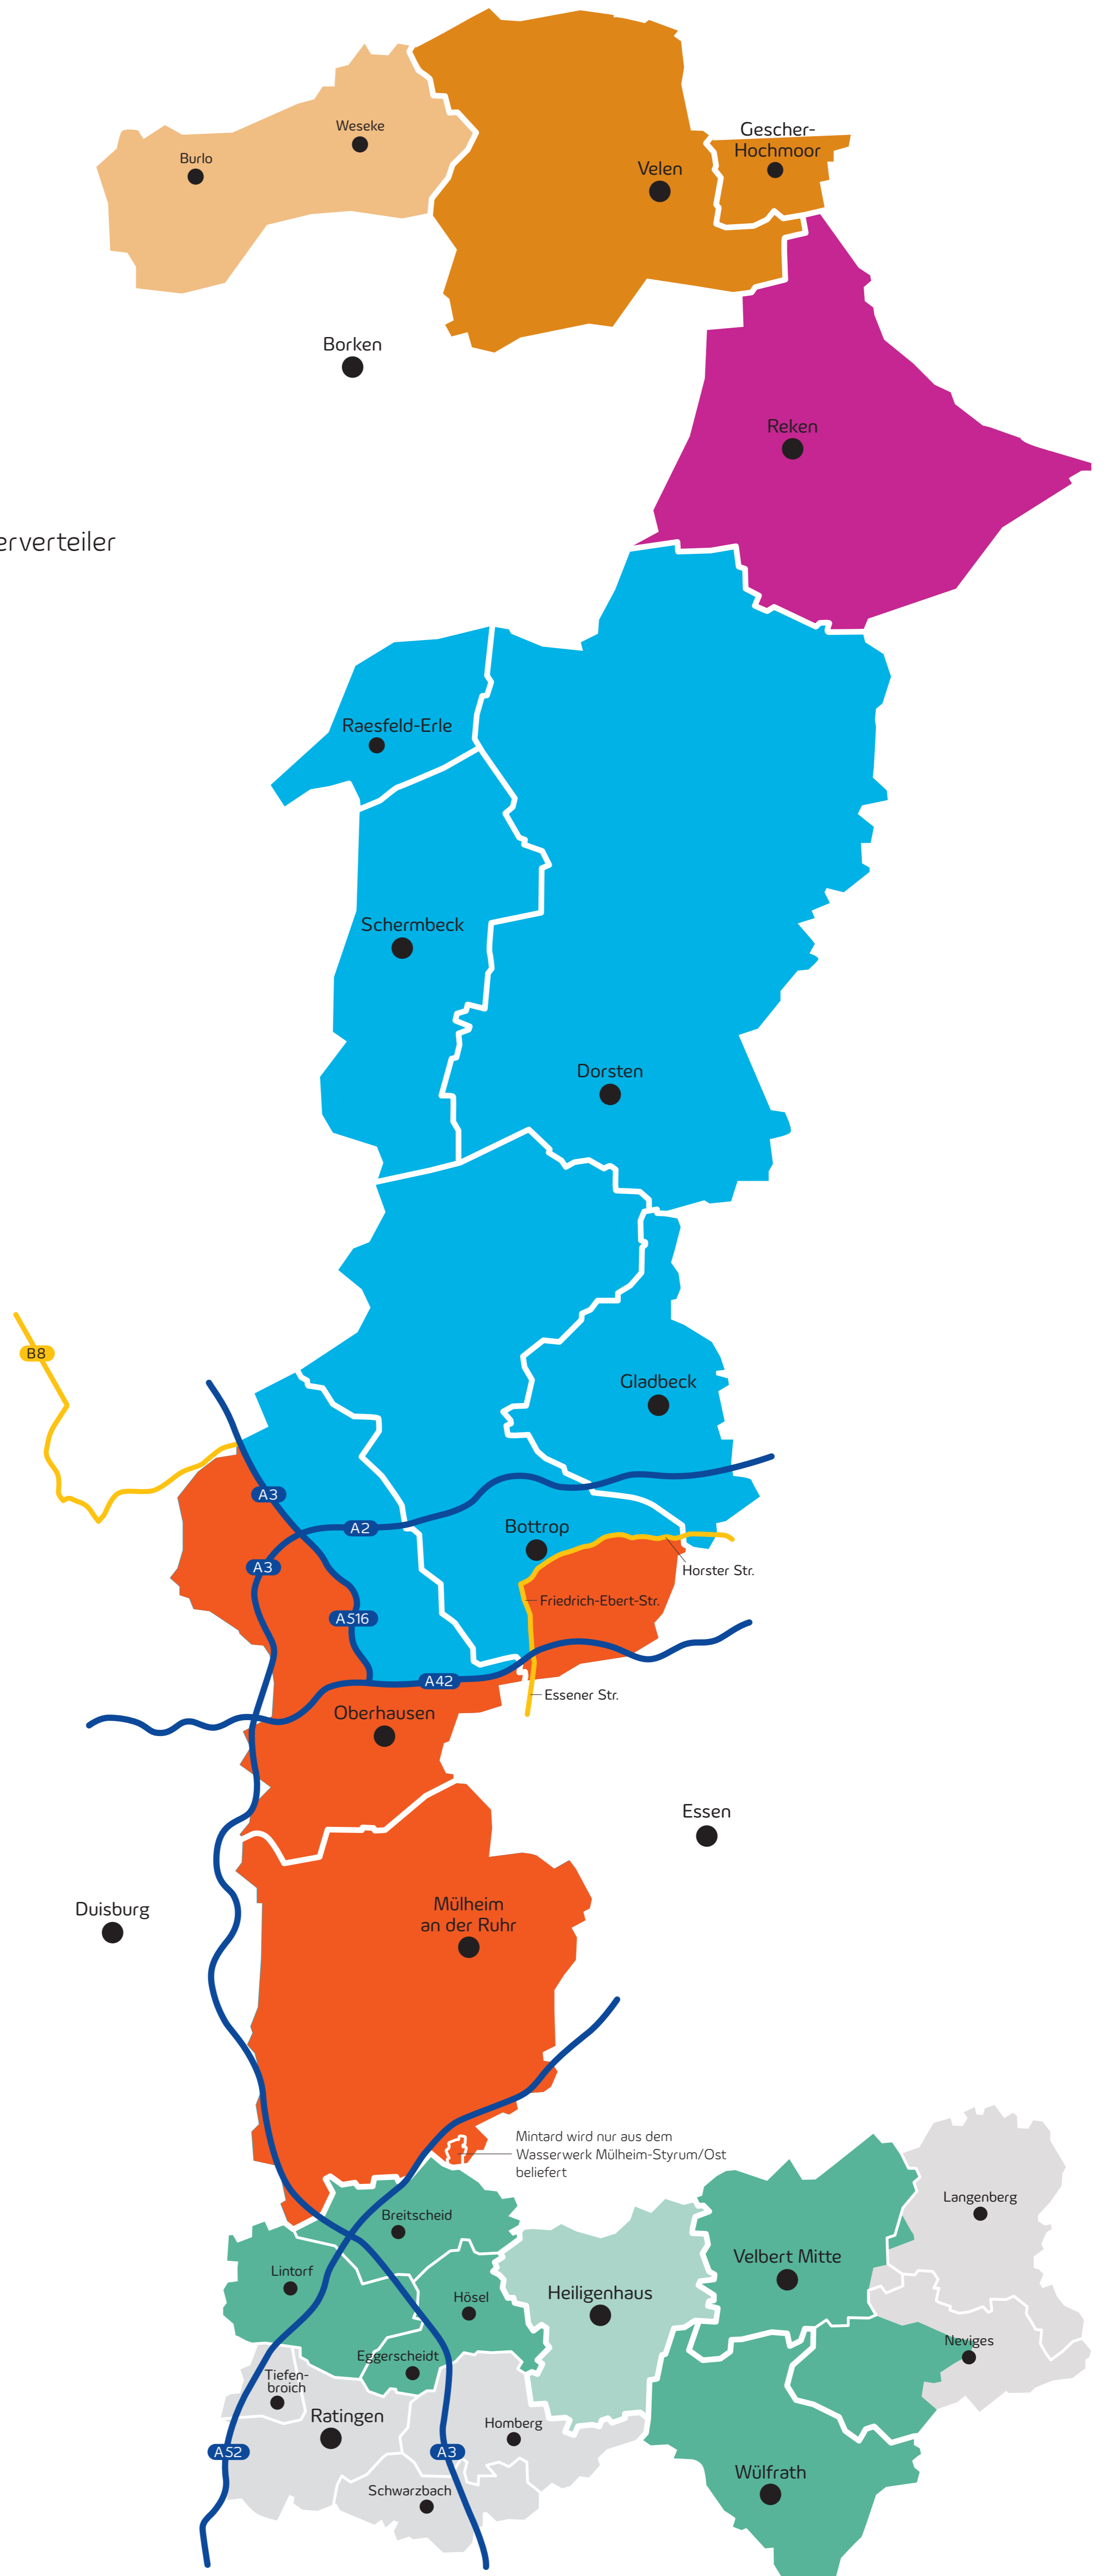 Weseke
Burlo
Gescher-
Hochmoor
Velen
Borken
Reken
erverteiler
Raesfeld-Erle
Schermbeck
Dorsten
B8
Gladbeck
A3
A2
Bottrop
A3
Horster Str.
Friedrich-Ebert-Str.
A516
A42
Essener Str.
Oberhausen
Essen
Duisburg
Mülheim
an der Ruhr
Mintard wird nur aus dem
Wasserwerk Mülheim-Styrum/Ost
beliefert
Langenberg
Breitscheid
Velbert Mitte
Lintorf
Heiligenhaus
Hösel
Neviges
Eggerscheidt
Tiefen-
broich
Ratingen
Homberg
A52
A3
Wülfrath
Schwarzbach